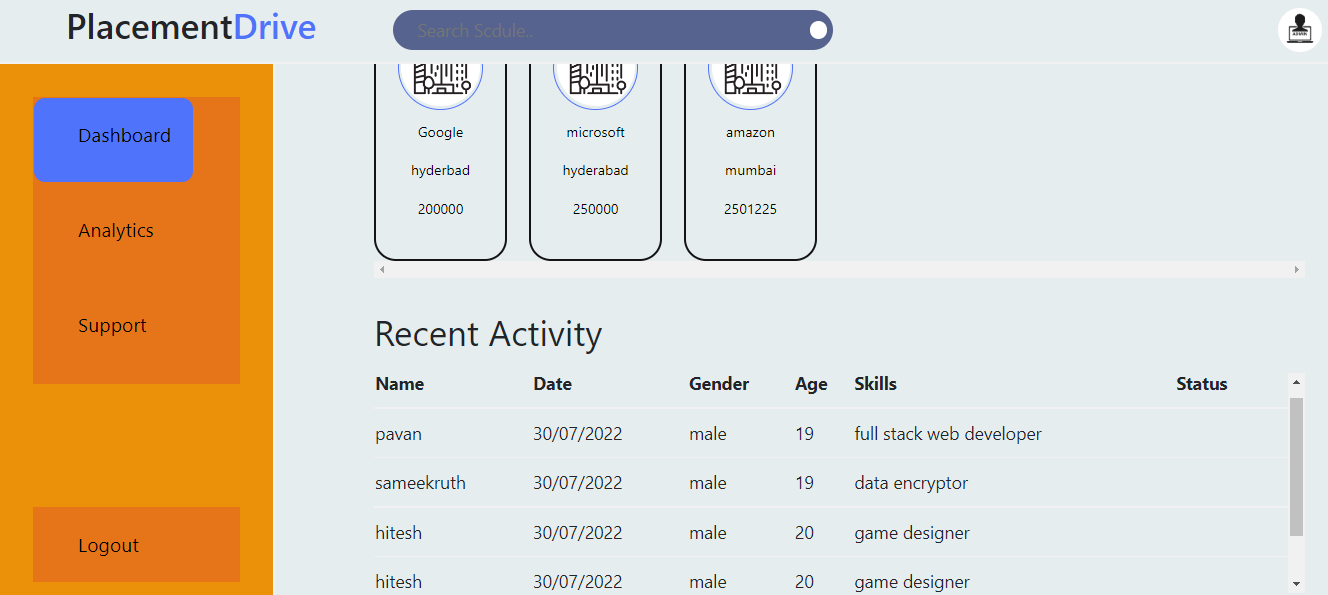 PlacementDrive
Search Scdule..
ADMIN
Dashboard
Analytics
Support
Logout
Google microsoft amazon
hyderbad hyderabad mumbai
200000 250000 2501225
Recent Activity
Name Date Gender Age Skills Status
pavan 30/07/2022 male 19 full stack web developer
sameekruth 30/07/2022 male 19 data encryptor
hitesh 30/07/2022 male 20 game designer
hitesh 30/07/2022 male 20 game designer